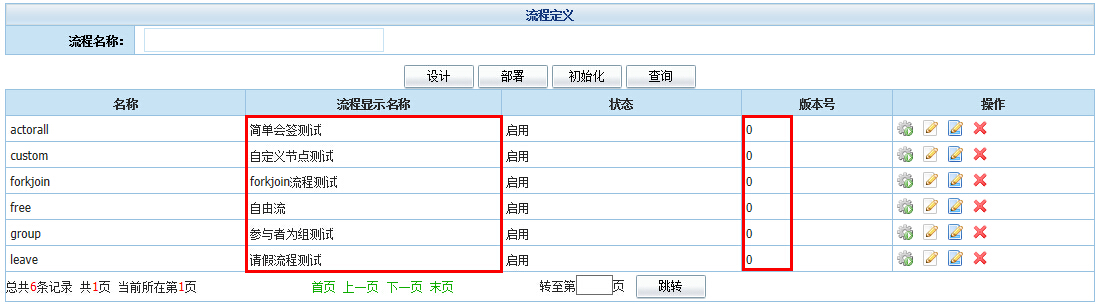 流程定义
流程名称:
设计 部署 初始化 查询
名称 流程显示名称 状态 版本号 操作
actorall 简单会签测试 启用 0
custom 自定义节点测试 启用 0
forkjoin forkjoin流程测试 启用 0
free 自由流 启用 0
group 参与者为组测试 启用 0
leave 请假流程测试 启用 0
总共6条记录 共1页 当前所在第1页 首页 上一页 下一页 末页 转至第 页 跳转